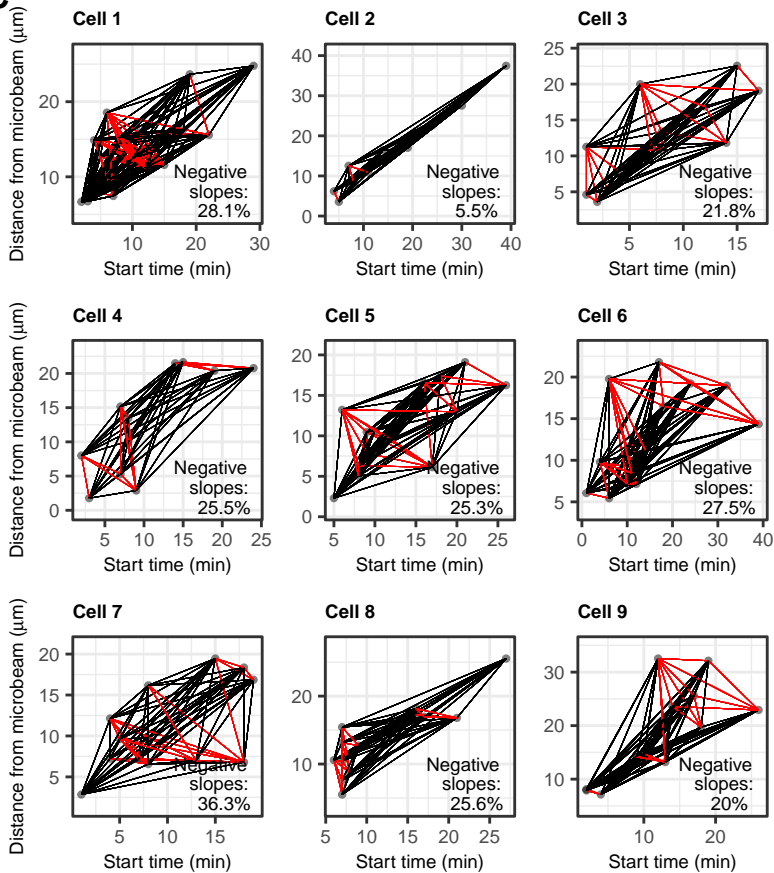 Cell 1
Cell 2
Cell 3
Distance from microbeam (μm)
20
10
40
30
20
10
0
25
20
15
10
5
Negative
slopes:
28.1%
Negative
slopes:
5.5%
Negative
slopes:
21.8%
10 20 30
10 20 30 40
5 10 15
Start time (min)
Start time (min)
Start time (min)
Cell 4
Cell 5
Cell 6
Distance from microbeam (μm)
20
15
10
5
0
20
15
10
5
0
20
15
10
5
Negative
slopes:
25.5%
Negative
slopes:
25.3%
Negative
slopes:
27.5%
5 10 15 20 25
5 10 15 20 25
0 10 20 30 40
Start time (min)
Start time (min)
Start time (min)
Cell 7
Cell 8
Cell 9
Distance from microbeam (μm)
20
15
10
5
20
10
30
20
10
Negative
slopes:
36.3%
Negative
slopes:
25.6%
Negative
slopes:
20%
5 10 15
5 10 15 20 25
10 20
Start time (min)
Start time (min)
Start time (min)